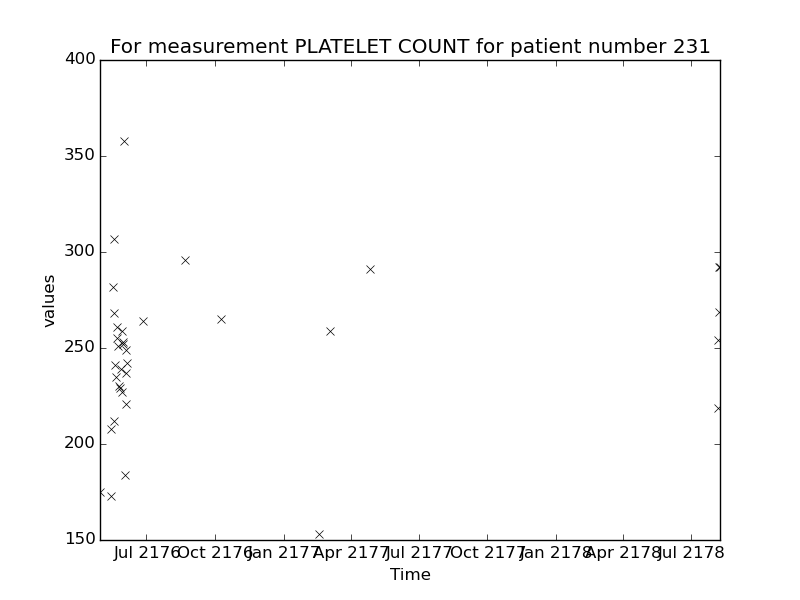 For measurement PLATELET COUNT for patient number 231
400
350
300
250
200
150
values
Jul 2176 Oct 2176 Jan 2177 Apr 2177 Jul 2177 Oct 2177 Jan 2178 Apr 2178 Jul 2178
Time